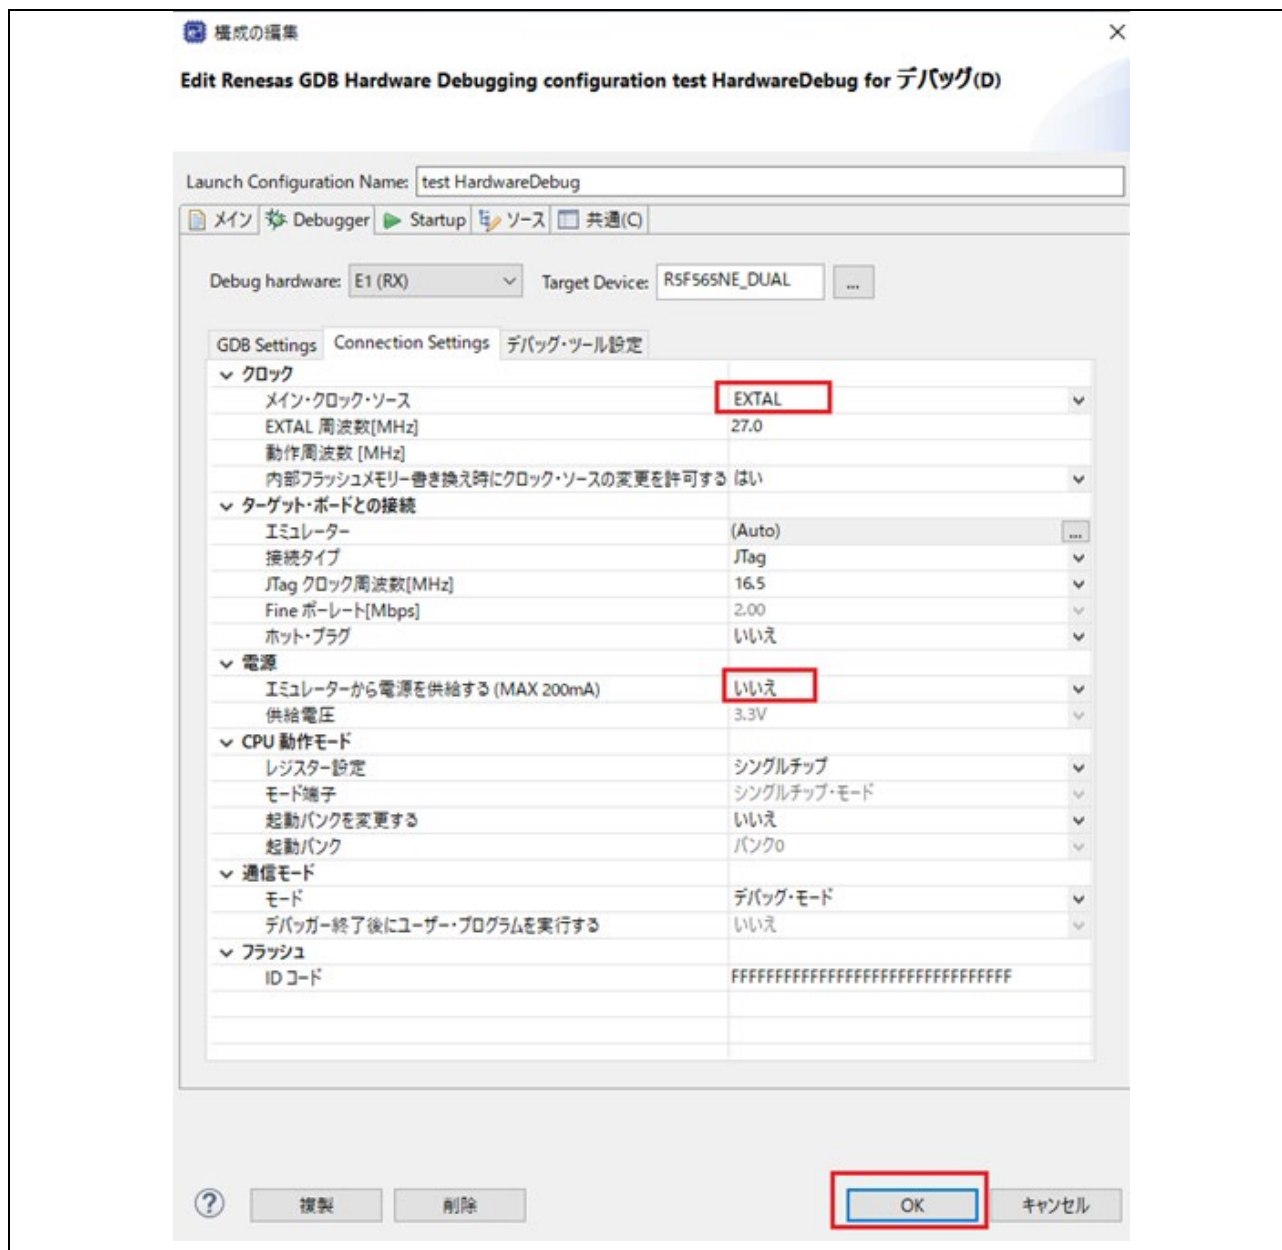 構成の編集
Edit Renesas GDB Hardware Debugging configuration test HardwareDebug for デバッグ(D)
Launch Configuration Name: test HardwareDebug
メイン Debugger Startup ソース 共通(C)
Debug hardware: E1 (RX) Target Device: R5F565NE_DUAL ...
GDB Settings Connection Settings デバッグ・ツール設定
クロック
メイン・クロック・ソース EXTAL
EXTAL 周波数[MHz] 27.0
動作周波数 [MHz]
内部フラッシュメモリー書き換え時にクロック・ソースの変更を許可する はい
ターゲット・ボードとの接続
エミュレーター (Auto) ...
接続タイプ JTag
JTag クロック周波数[MHz] 16.5
Fine ボーレート[Mbps] 2.00
ホット・プラグ いいえ
電源
エミュレーターから電源を供給する (MAX 200mA) いいえ
供給電圧 3.3V
CPU 動作モード
レジスター設定 シングルチップ
モード端子 シングルチップ・モード
起動バンクを変更する いいえ
起動バンク バンク0
通信モード
モード デバッグ・モード
デバッガー終了後にユーザー・プログラムを実行する いいえ
フラッシュ
ID コード FFFFFFFFFFFFFFFFFFFFFFFFFFFFFFFF
? 複製 削除 OK キャンセル